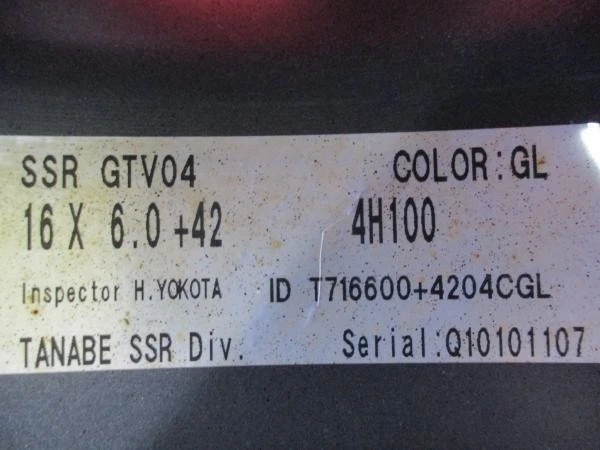 SSR GTV04 COLOR:GL
16 X 6.0 +42 4H100
Inspector H.YOKOTA ID T716600+4204CGL
TANABE SSR Div. Serial:Q10101107